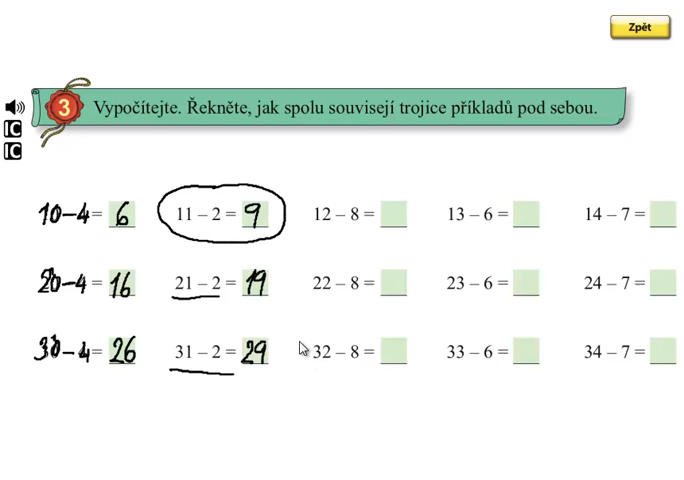 Zpět
3 Vypočítejte. Řekněte, jak spolu souvisejí trojice příkladů pod sebou.
10-4 = 6 11 – 2 = 9 12 – 8 = 13 – 6 = 14 – 7 =
20-4 = 16 21 – 2 = 19 22 – 8 = 23 – 6 = 24 – 7 =
30-4 = 26 31 – 2 = 29 32 – 8 = 33 – 6 = 34 – 7 =